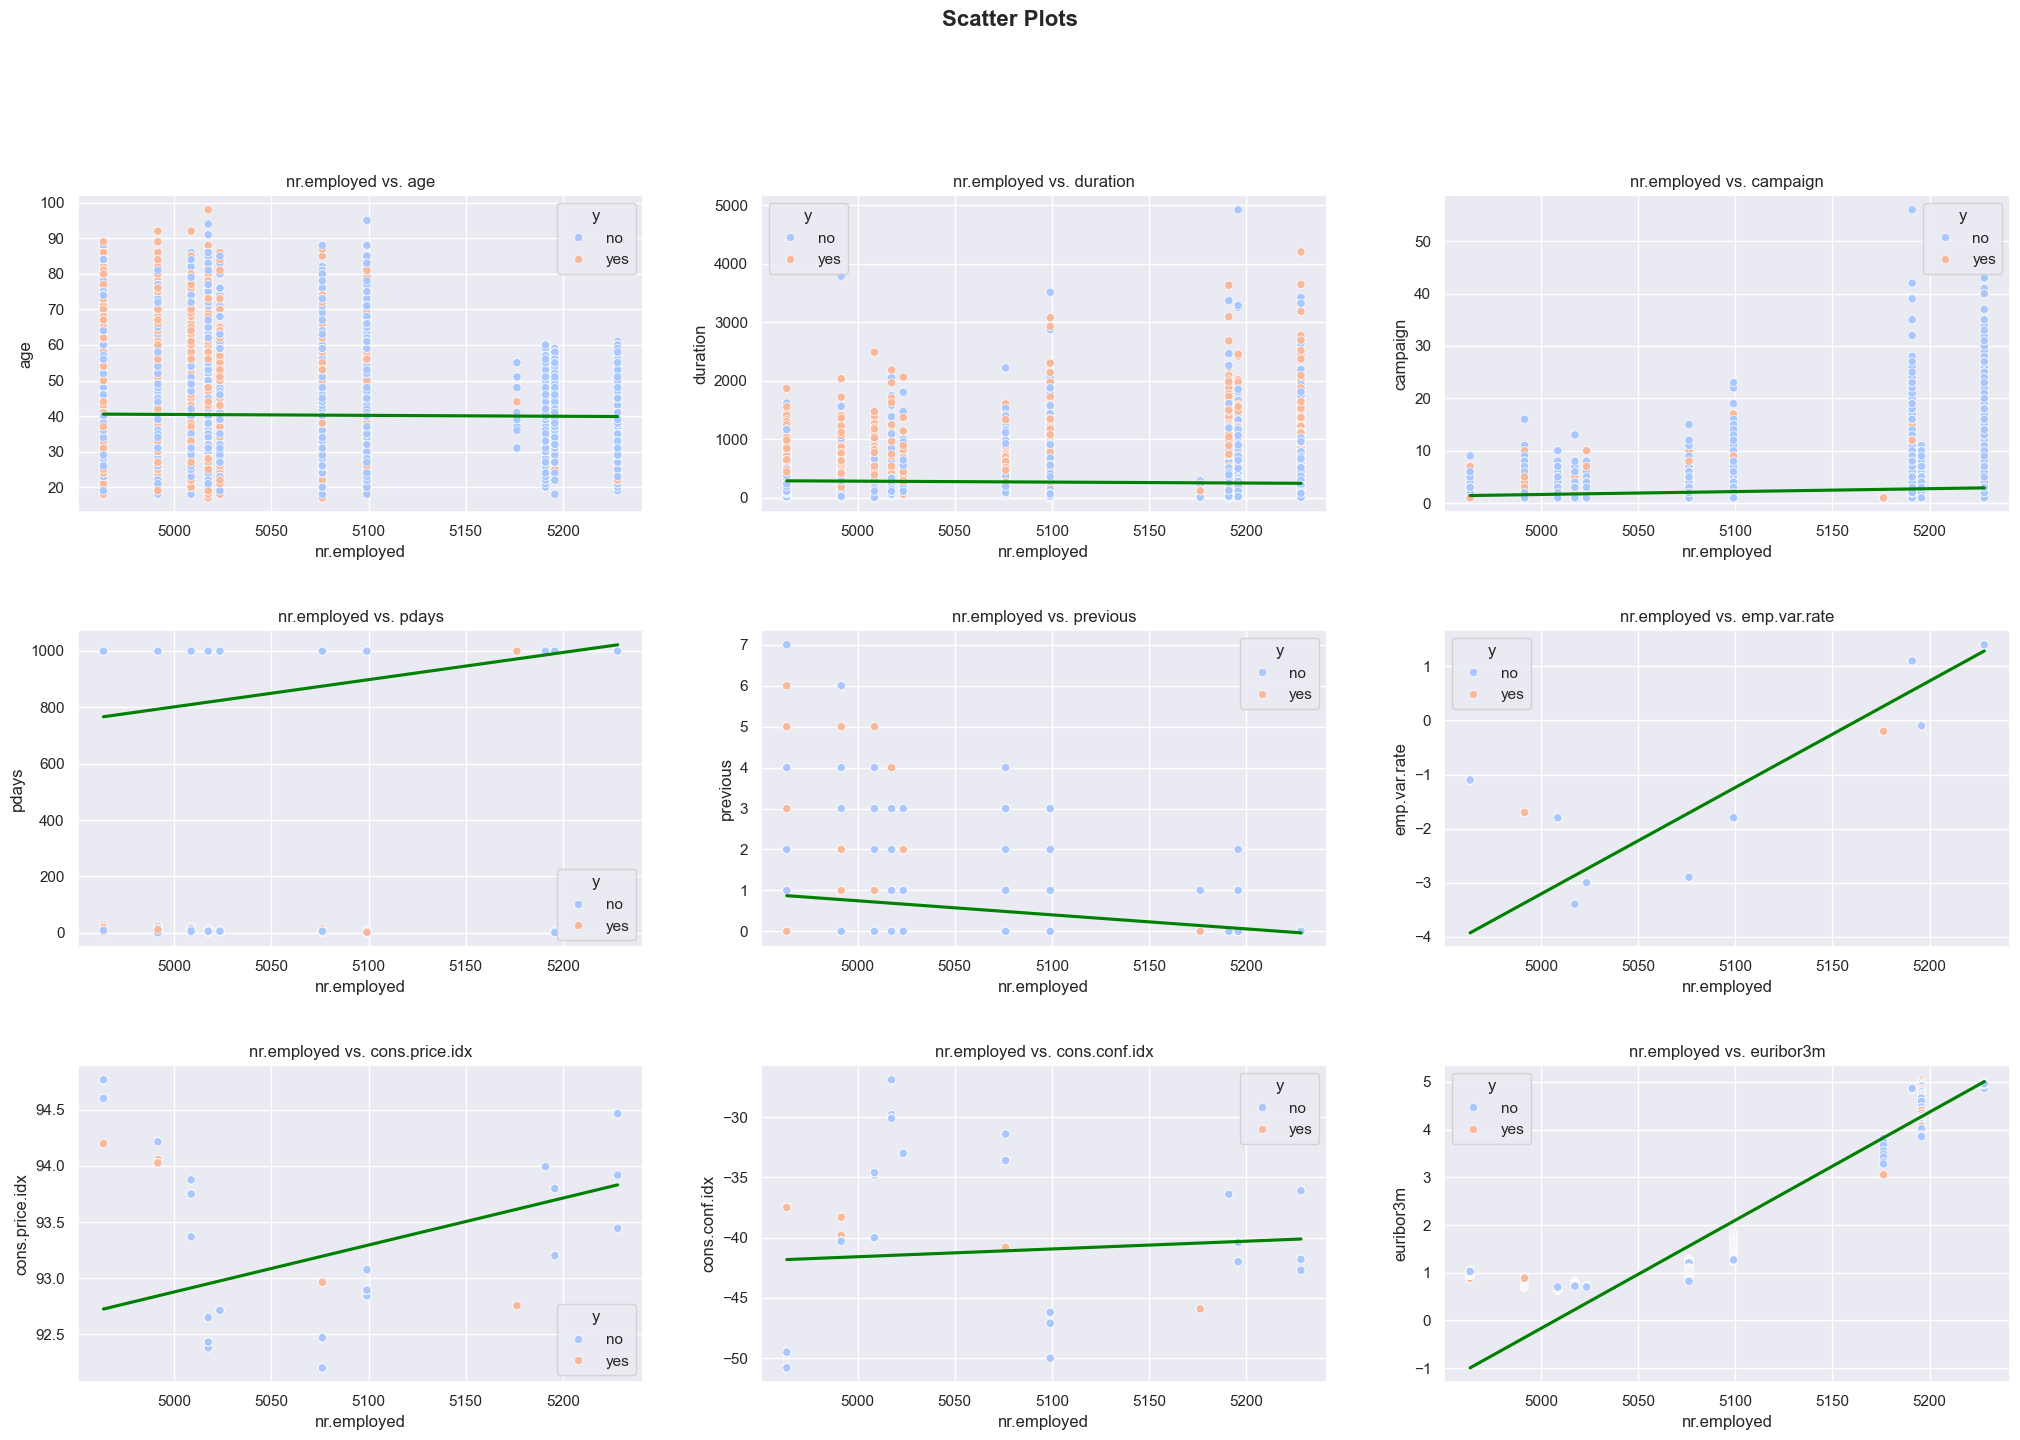 Scatter Plots
nr.employed vs. age
100
90
80
70
60
50
40
30
20
age
5000 5050 5100 5150 5200
nr.employed
y
no
yes
nr.employed vs. duration
5000
4000
3000
2000
1000
0
duration
5000 5050 5100 5150 5200
nr.employed
y
no
yes
nr.employed vs. campaign
50
40
30
20
10
0
campaign
5000 5050 5100 5150 5200
nr.employed
y
no
yes
nr.employed vs. pdays
1000
800
600
400
200
0
pdays
5000 5050 5100 5150 5200
nr.employed
y
no
yes
nr.employed vs. previous
7
6
5
4
3
2
1
0
previous
5000 5050 5100 5150 5200
nr.employed
y
no
yes
nr.employed vs. emp.var.rate
1
0
−1
−2
−3
−4
emp.var.rate
5000 5050 5100 5150 5200
nr.employed
y
no
yes
nr.employed vs. cons.price.idx
94.5
94.0
93.5
93.0
92.5
cons.price.idx
5000 5050 5100 5150 5200
nr.employed
y
no
yes
nr.employed vs. cons.conf.idx
−30
−35
−40
−45
−50
cons.conf.idx
5000 5050 5100 5150 5200
nr.employed
y
no
yes
nr.employed vs. euribor3m
5
4
3
2
1
0
−1
euribor3m
5000 5050 5100 5150 5200
nr.employed
y
no
yes